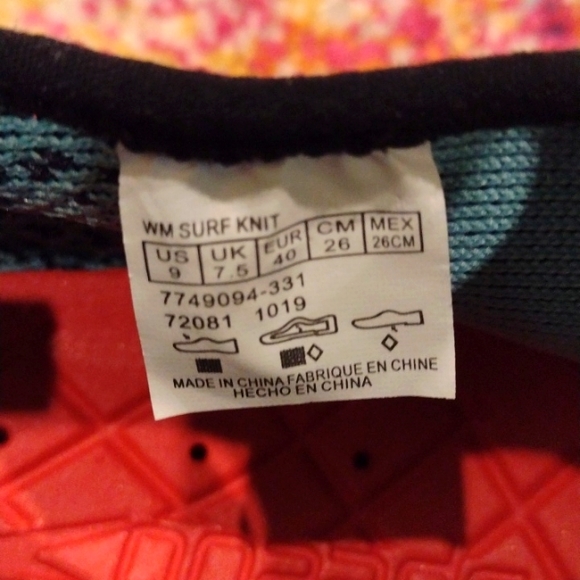 WM SURF KNIT
US UK EUR CM MEX
9 7.5 40 26 26CM
7749094-331
72081 1019
MADE IN CHINA FABRIQUE EN CHINE
HECHO EN CHINA